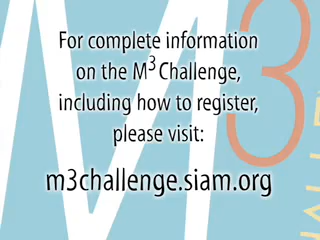 For complete information
on the M³ Challenge,
including how to register,
please visit:
m3challenge.siam.org